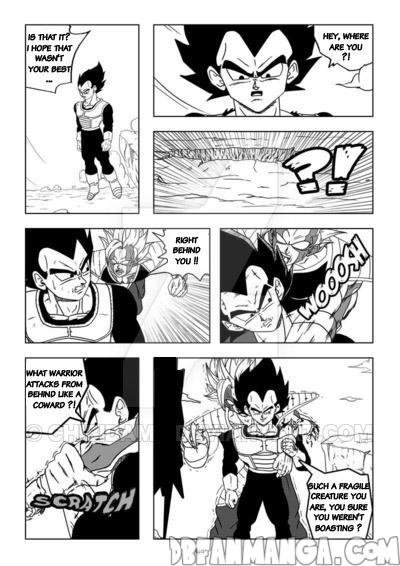 IS THAT IT?
I HOPE THAT
WASN'T
YOUR BEST
...
HEY, WHERE
ARE YOU
?!
?!
RIGHT
BEHIND
YOU !!
WOOOSH
WHAT WARRIOR
ATTACKS FROM
BEHIND LIKE A
COWARD ?!
SCRATCH
SUCH A FRAGILE
CREATURE YOU
ARE, YOU SURE
YOU WEREN'T
BOASTING ?
DBFANMANGA.COM